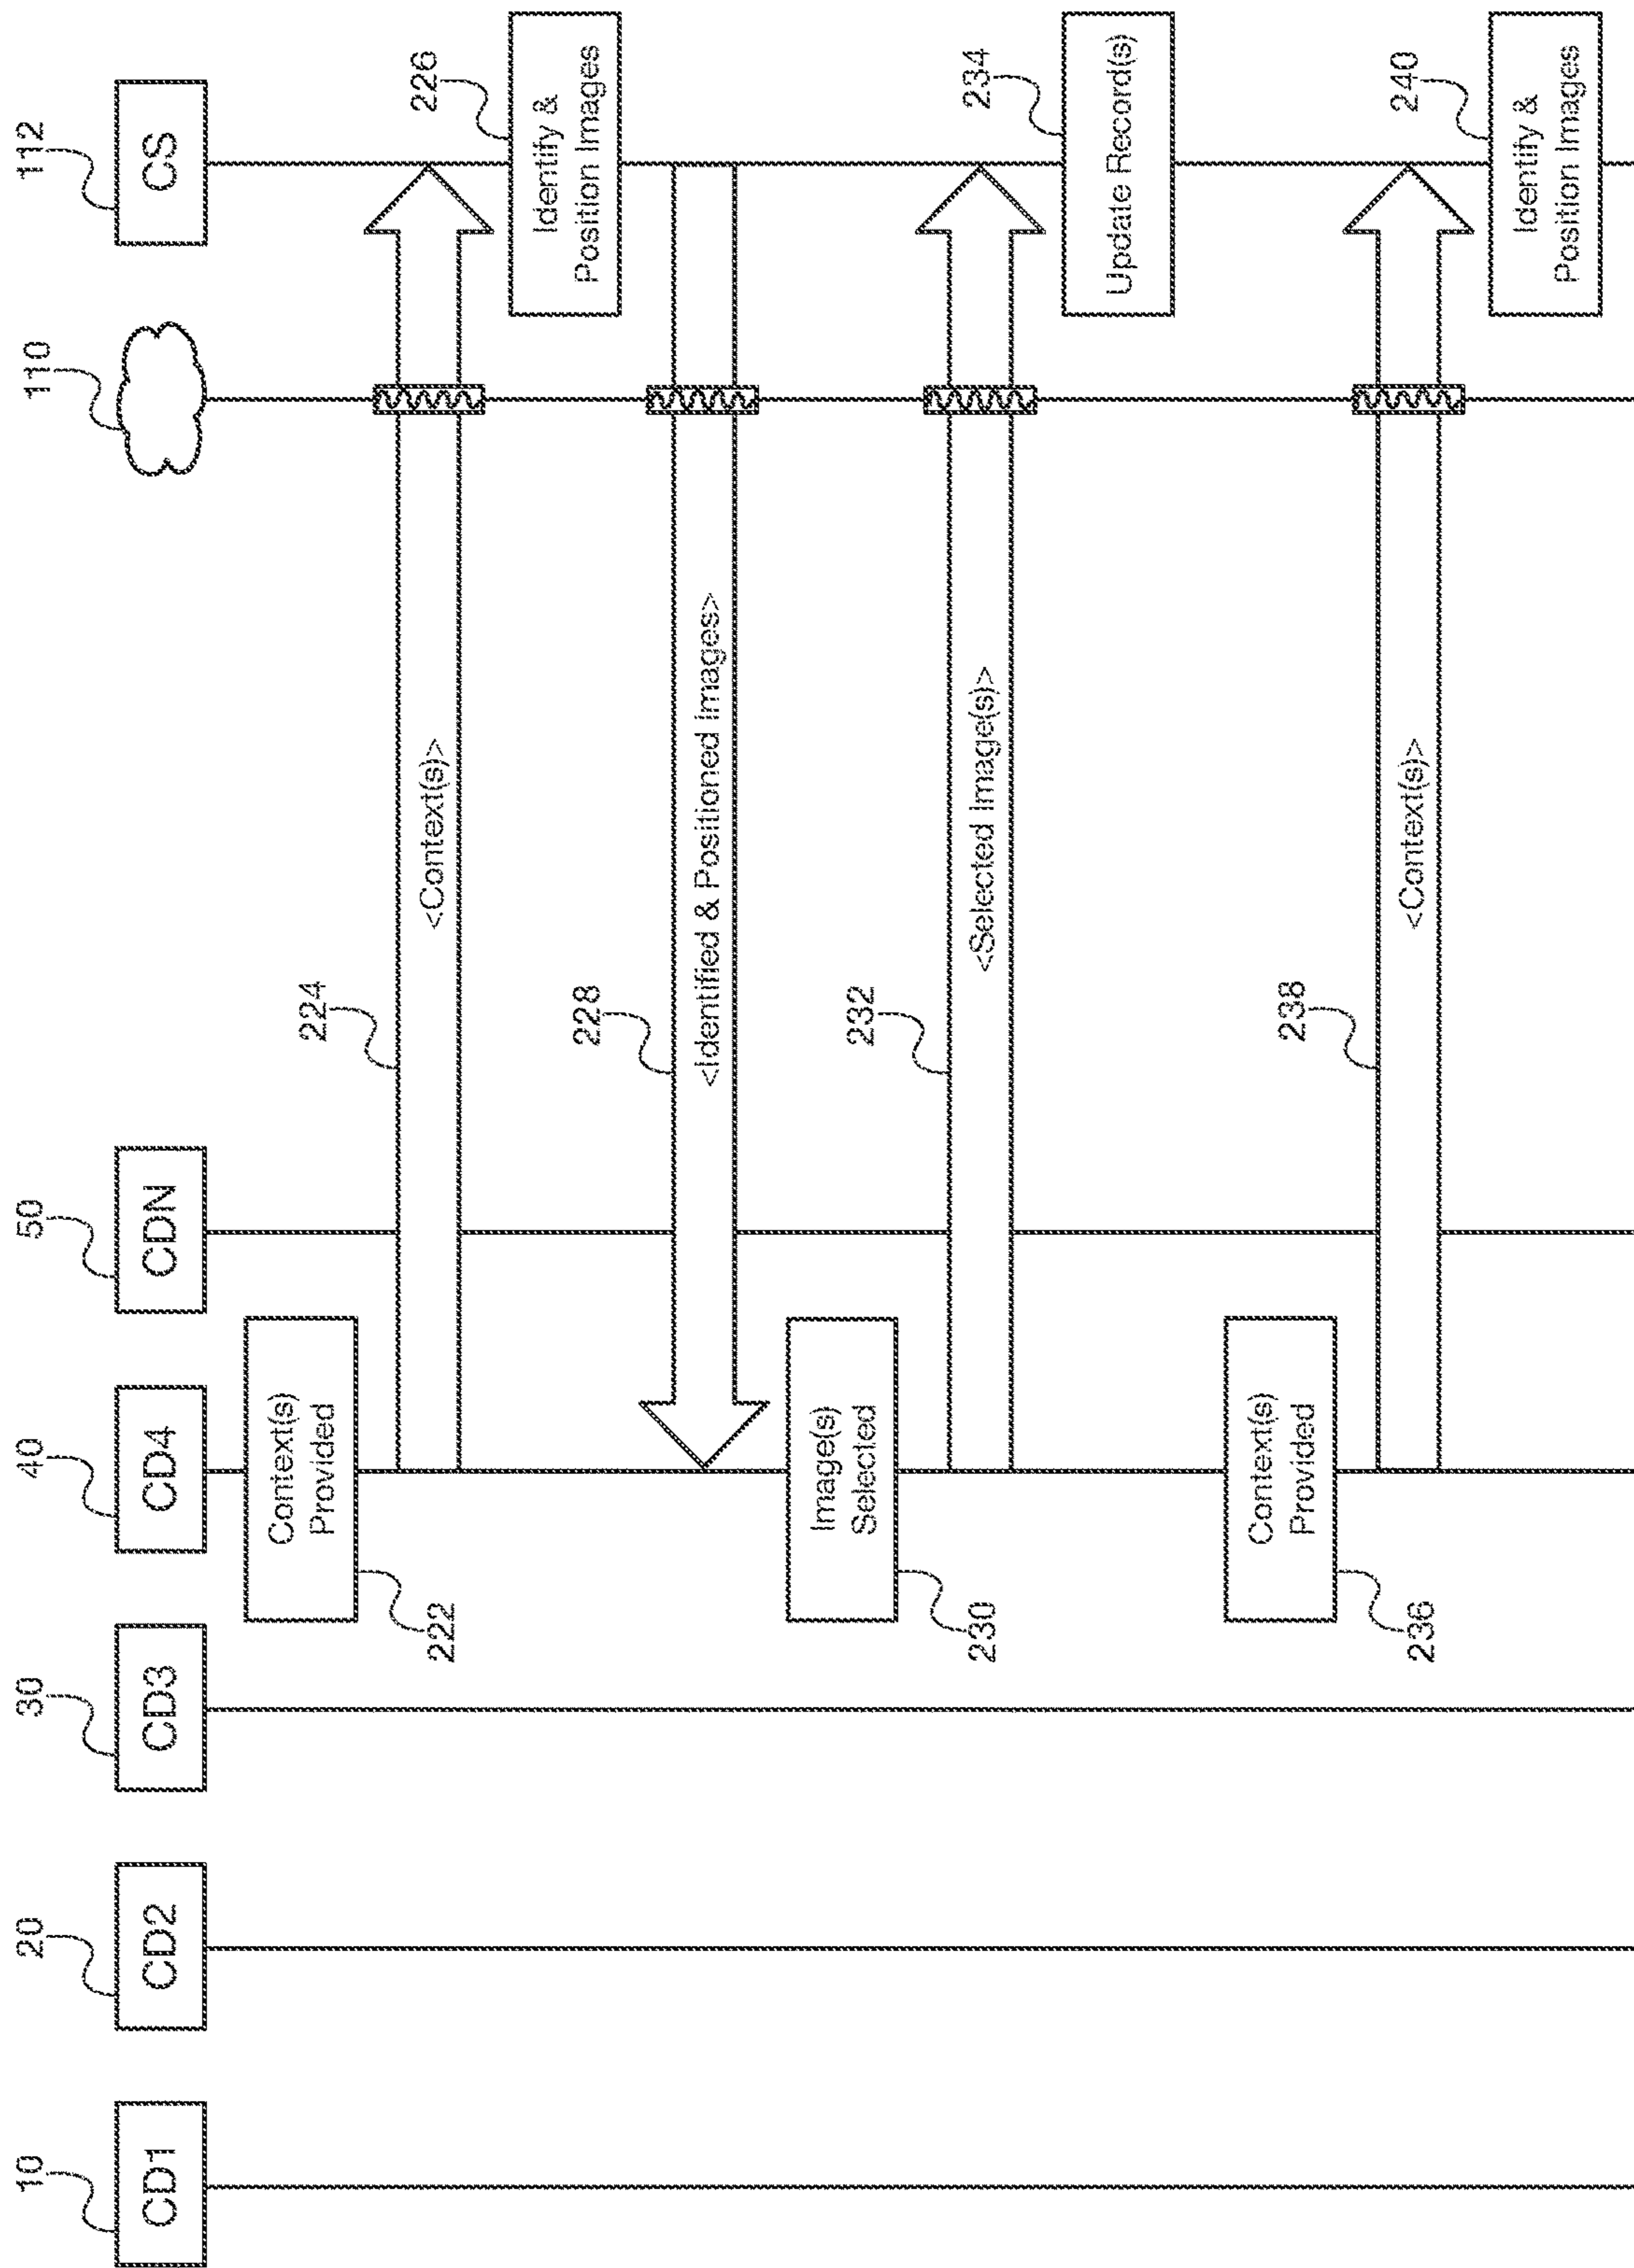 10
20
30
40
50
110
112
CD1
CD2
CD3
CD4
CDN
CS
Context(s)
Provided
222
224
<Context(s)>
226
Identify &
Position Images
228
<Identified & Positioned Images>
Image(s)
Selected
230
232
<Selected Image(s)>
234
Update Record(s)
Context(s)
Provided
236
238
<Context(s)>
240
Identify &
Position Images